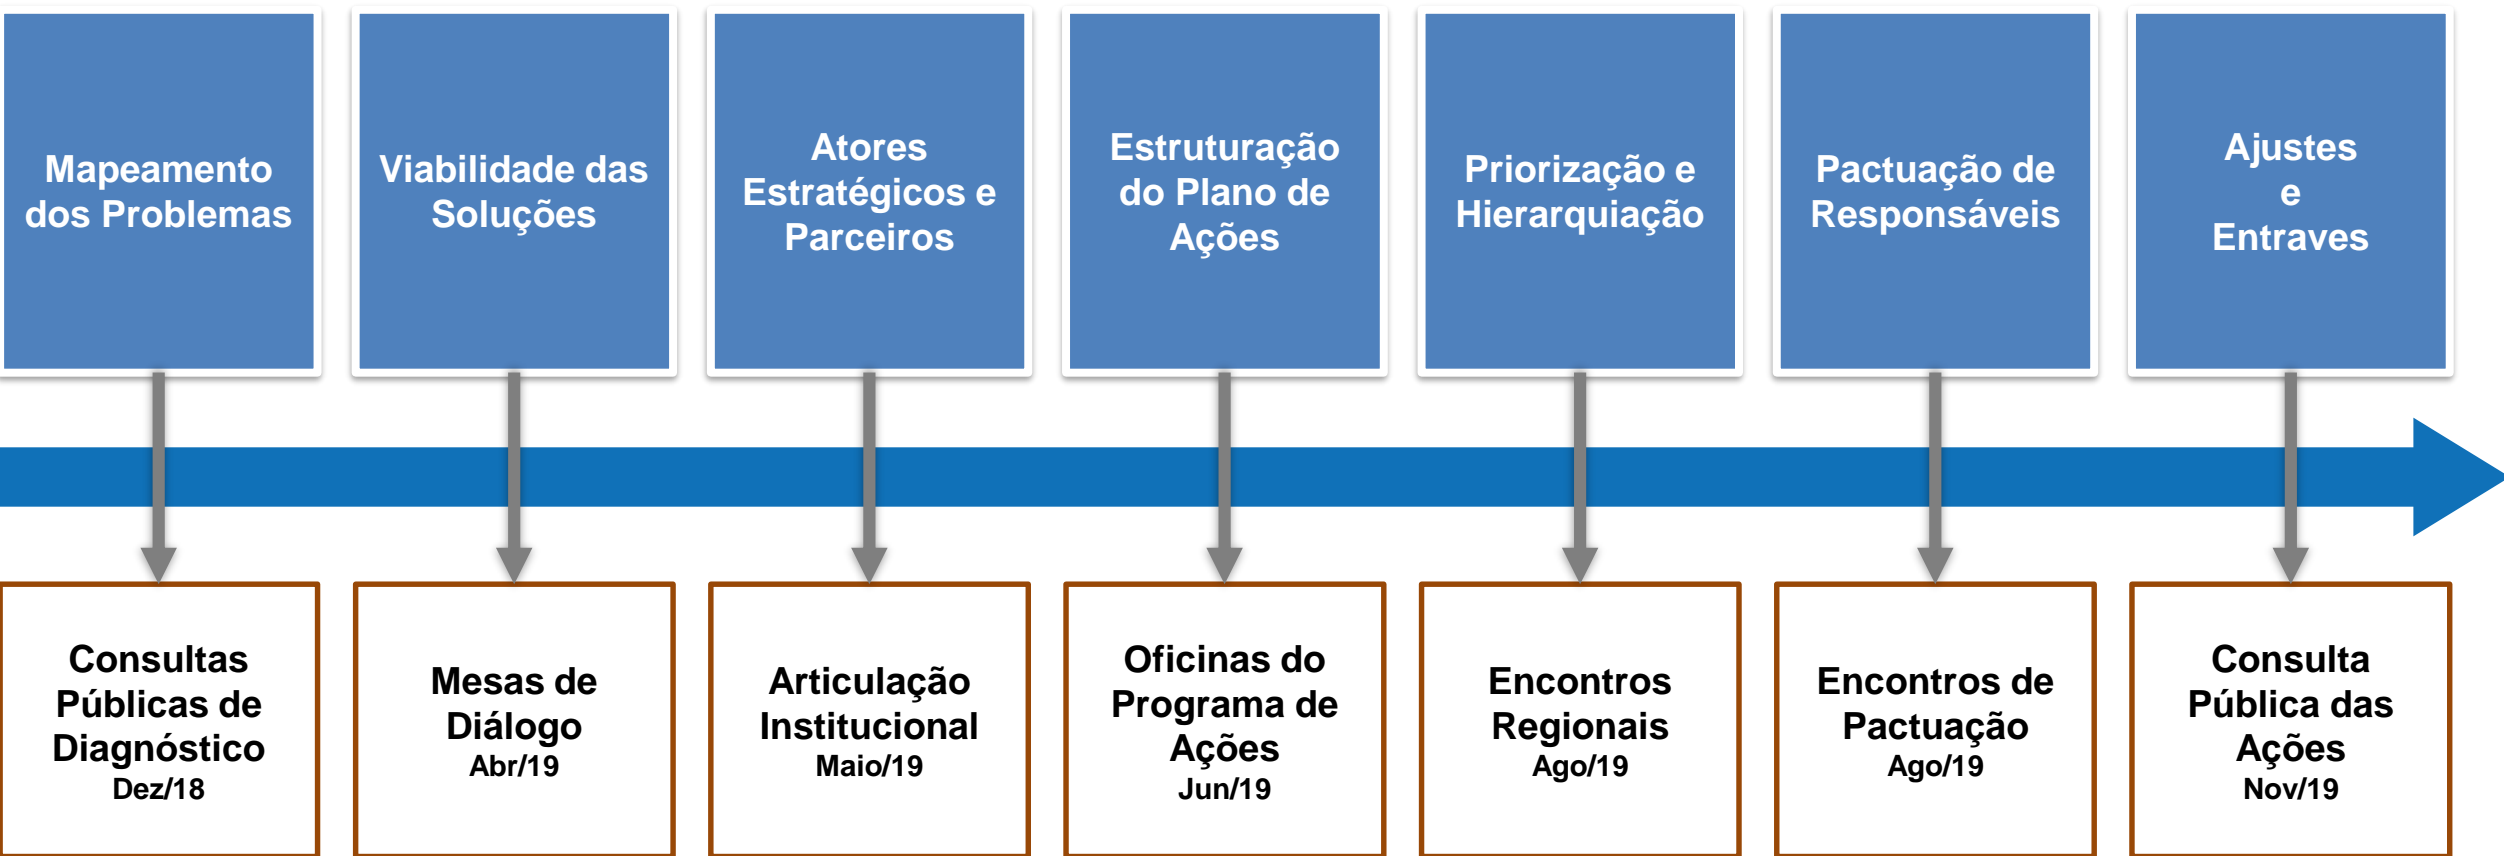 Mapeamento
dos Problemas
Viabilidade das
Soluções
Atores
Estratégicos e
Parceiros
Estruturação
do Plano de
Ações
Priorização e
Hierarquiação
Pactuação de
Responsáveis
Ajustes
e
Entraves
Consultas
Públicas de
Diagnóstico
Dez/18
Mesas de
Diálogo
Abr/19
Articulação
Institucional
Maio/19
Oficinas do
Programa de
Ações
Jun/19
Encontros
Regionais
Ago/19
Encontros de
Pactuação
Ago/19
Consulta
Pública das
Ações
Nov/19